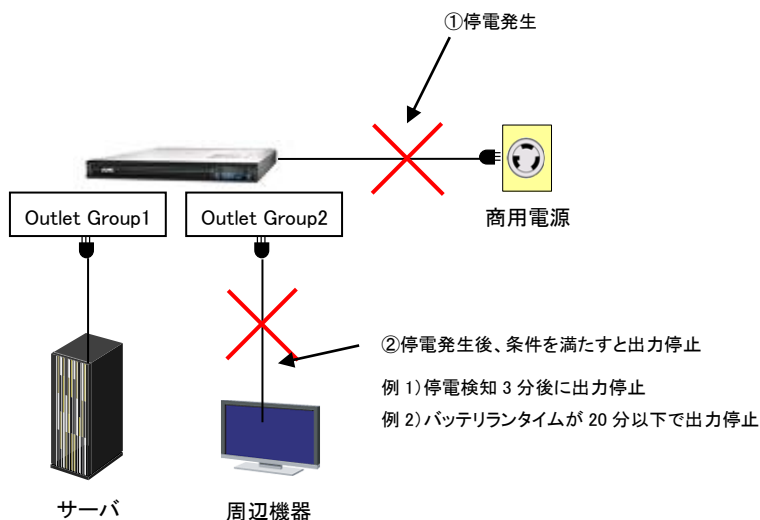 ①停電発生
Outlet Group1
Outlet Group2
商用電源
②停電発生後、条件を満たすと出力停止
例 1)停電検知 3 分後に出力停止
例 2)バッテリランタイムが 20 分以下で出力停止
サーバ
周辺機器